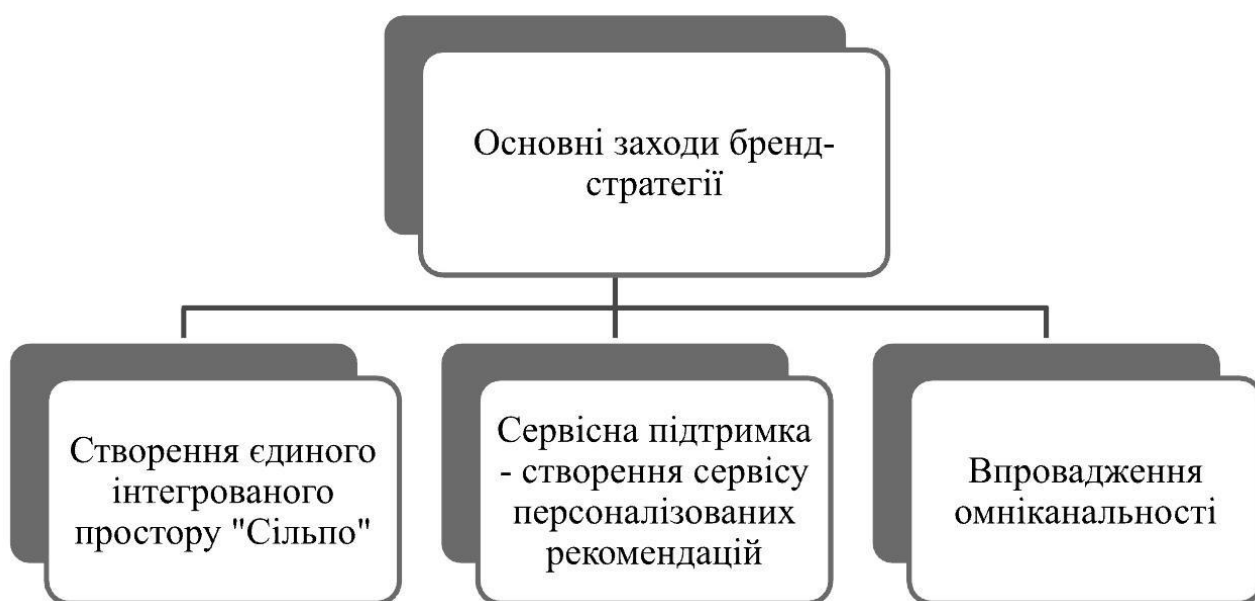 Основні заходи бренд-
стратегії
Створення єдиного
інтегрованого
простору "Сільпо"
Сервісна підтримка
- створення сервісу
персоналізованих
рекомендацій
Впровадження
омніканальності